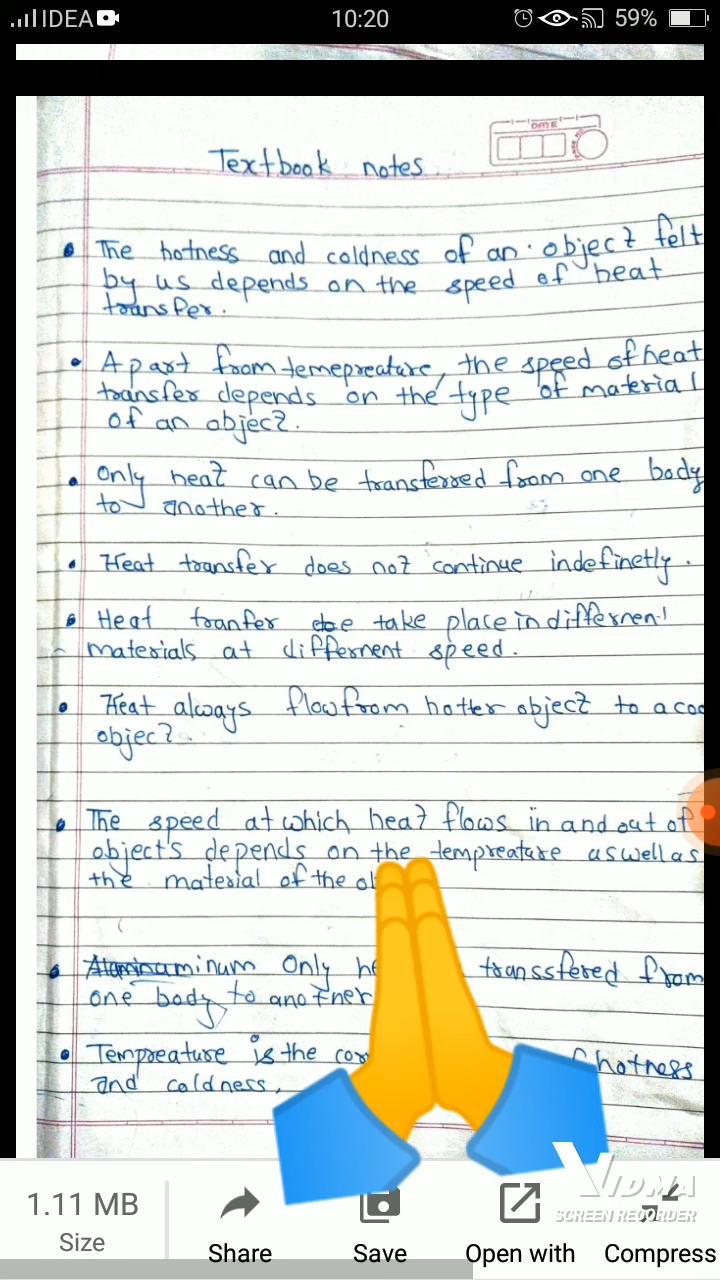 IDEA
10:20
59%
DATE
Textbook notes
The hotness and coldness of an object felt
by us depends on the speed of heat
transfer.
Apart from temepreature, the speed of heat
transfer depends on the type of material
of an object.
Only heat can be transferred from one body
to another.
Heat transfer does not continue indefinetly.
Heat tranfer take place in differnent
materials at differnent speed.
Heat always flow from hotter object to a coo
object.
The speed at which heat flows in and out of
object's depends on the tempreature aswell as
the material of the
Only transsfered from
one body to another
Tempreature is the hotness
and coldness,
1.11 MB
Size
Share
Save
Open with
Compress
VIDMA
SCREEN RECORDER